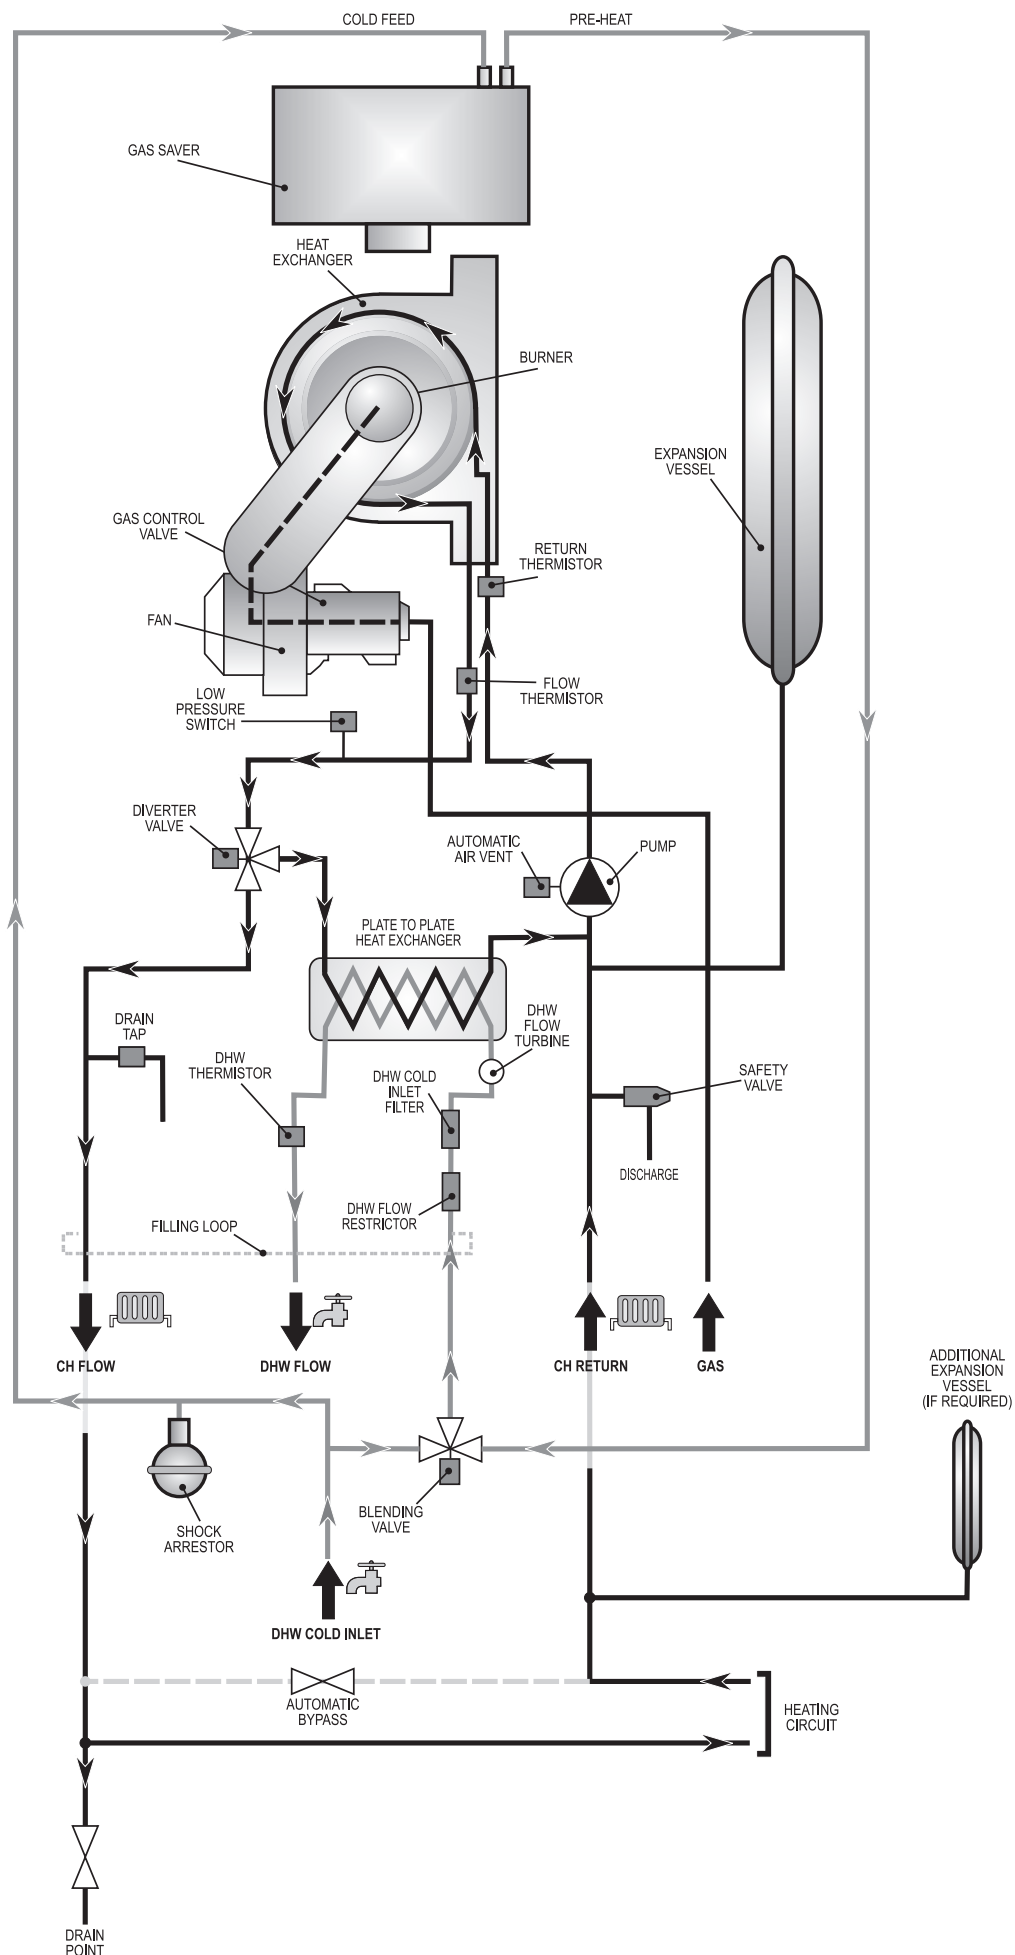 COLD FEED
PRE-HEAT
GAS SAVER
HEAT
EXCHANGER
BURNER
EXPANSION
VESSEL
GAS CONTROL
VALVE
RETURN
THERMISTOR
FAN
FLOW
THERMISTOR
LOW
PRESSURE
SWITCH
DIVERTER
VALVE
AUTOMATIC
AIR VENT
PUMP
PLATE TO PLATE
HEAT EXCHANGER
DRAIN
TAP
DHW
THERMISTOR
DHW
FLOW
TURBINE
DHW COLD
INLET
FILTER
SAFETY
VALVE
DISCHARGE
DHW FLOW
RESTRICTOR
FILLING LOOP
CH FLOW
DHW FLOW
CH RETURN
GAS
ADDITIONAL
EXPANSION
VESSEL
(IF REQUIRED)
SHOCK
ARRESTOR
BLENDING
VALVE
DHW COLD INLET
AUTOMATIC
BYPASS
HEATING
CIRCUIT
DRAIN
POINT